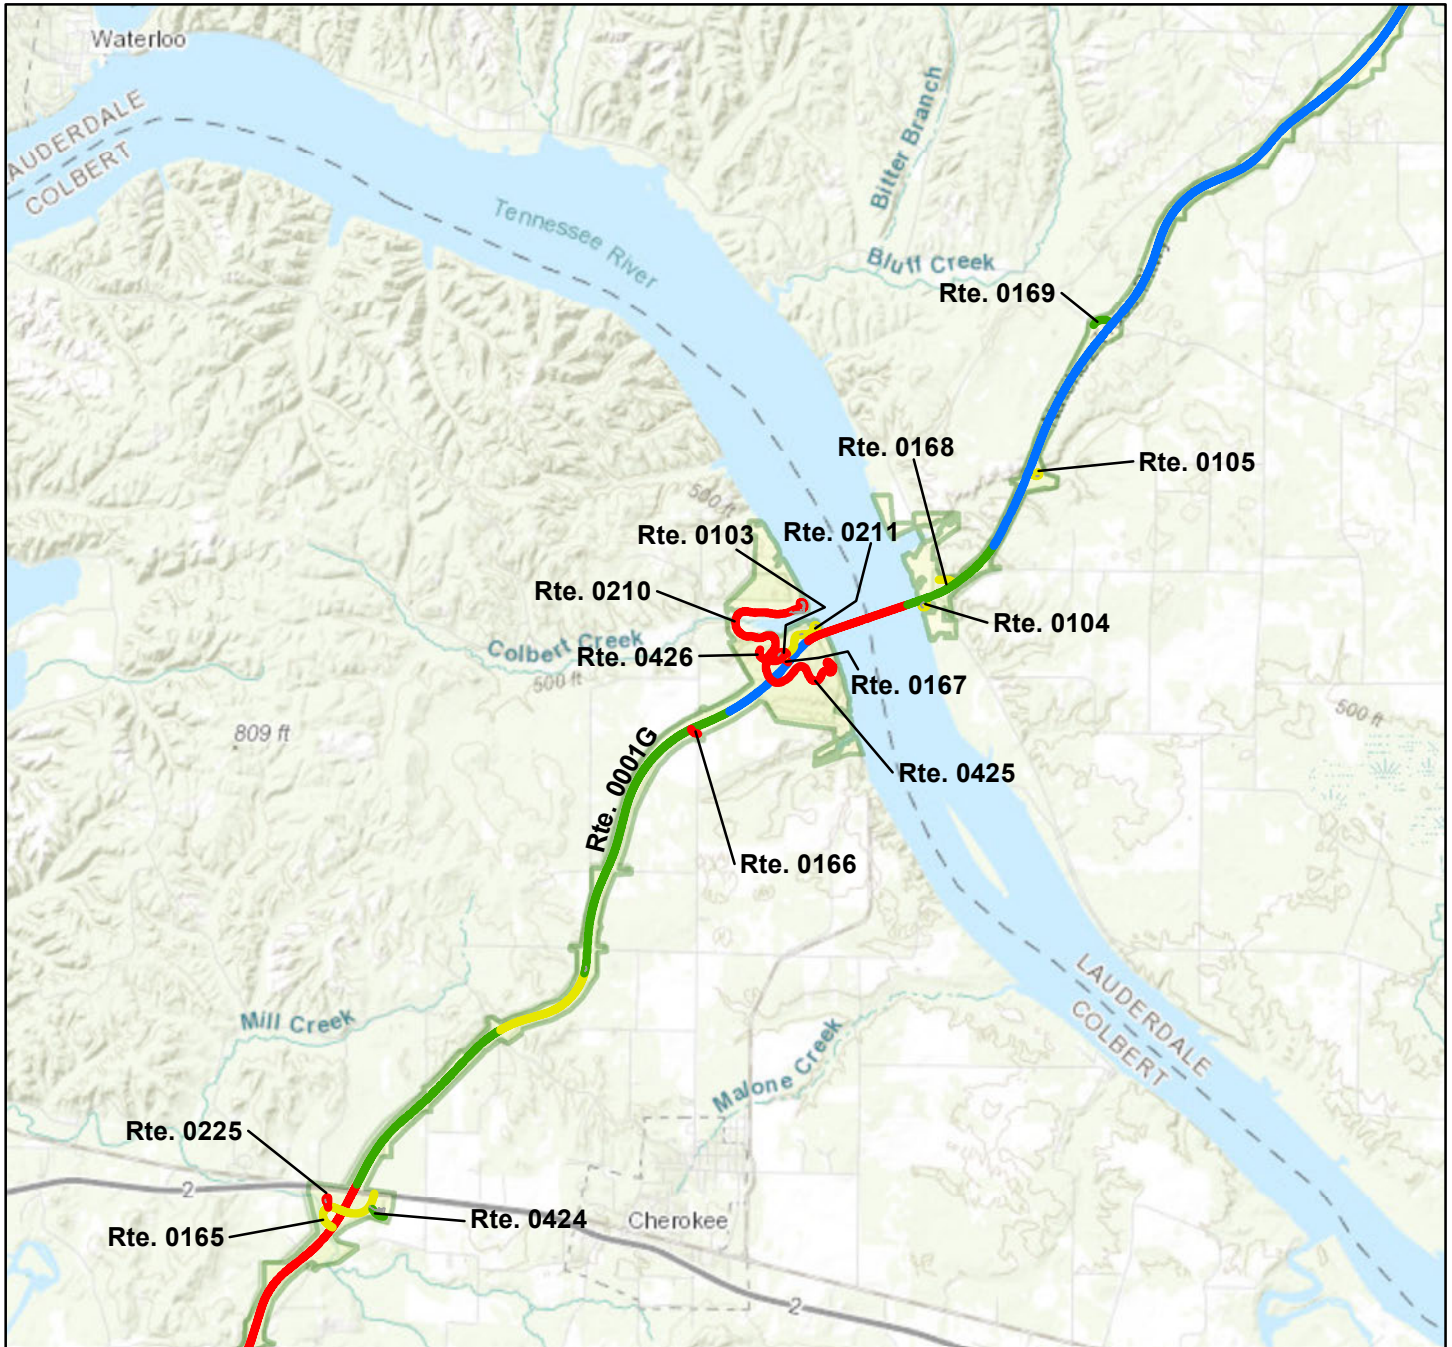 Waterloo
LAUDERDALE
COLBERT
Bitter Branch
Tennessee River
Bluff Creek
Rte. 0169
Rte. 0168
Rte. 0105
500 ft
Rte. 0103
Rte. 0211
Rte. 0210
Rte. 0104
Colbert Creek
Rte. 0426
500 ft
Rte. 0167
500 ft
809 ft
Rte. 0001G
Rte. 0425
Rte. 0166
LAUDERDALE
COLBERT
Mill Creek
Malone Creek
Rte. 0225
2
Rte. 0424
Cherokee
Rte. 0165
2